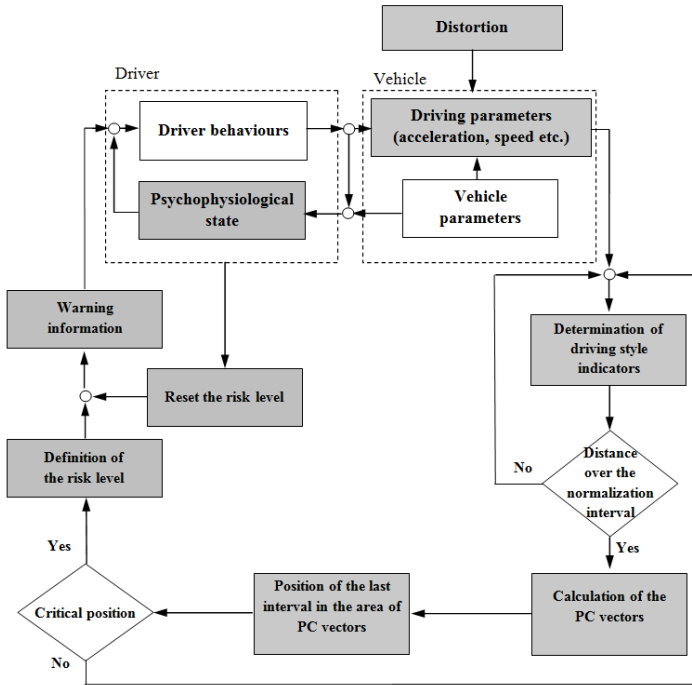 Distortion
Driver
Vehicle
Driver behaviours
Driving parameters
(acceleration, speed etc.)
Psychophysiological
state
Vehicle
parameters
Warning
information
Determination of
driving style
indicators
Reset the risk level
Definition of
the risk level
No
Distance
over the
normalization
interval
Yes
Yes
Critical position
Position of the last
interval in the area of
PC vectors
Calculation of the
PC vectors
No